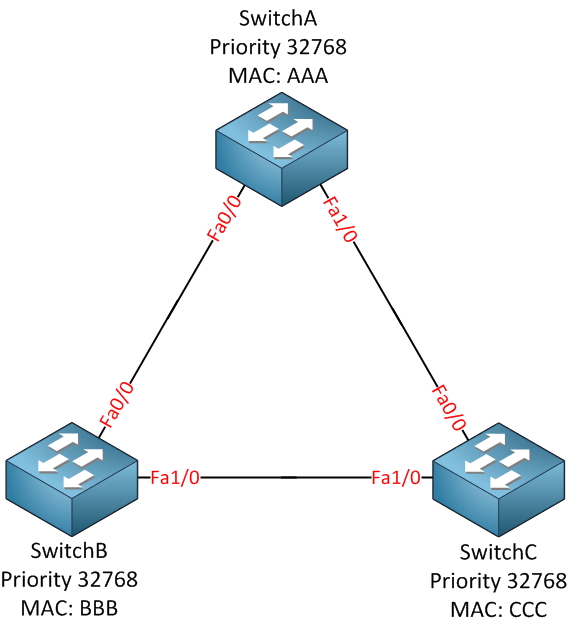 SwitchA
Priority 32768
MAC: AAA
Fa0/0
Fa1/0
Fa0/0
Fa0/0
Fa1/0
Fa1/0
SwitchB
Priority 32768
MAC: BBB
SwitchC
Priority 32768
MAC: CCC